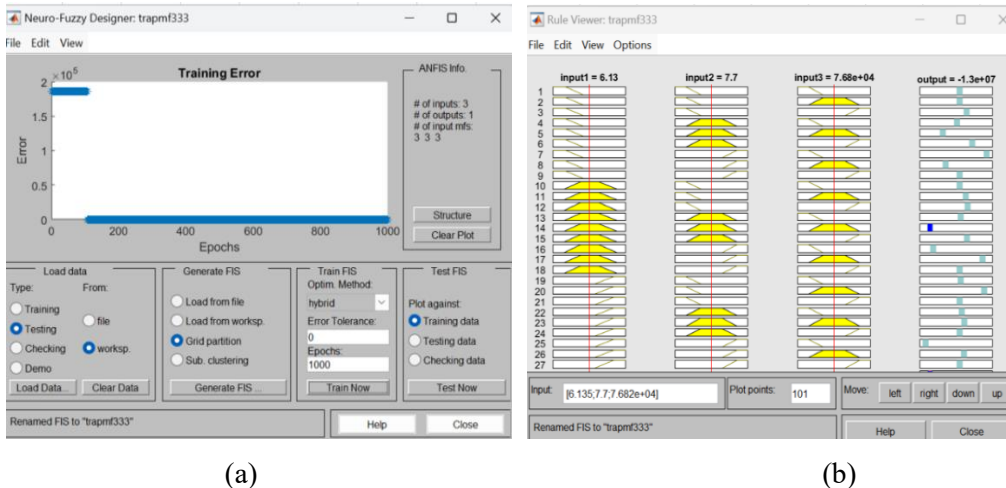 Neuro-Fuzzy Designer: trapmf333
File Edit View
×10^5
Training Error
2
1.5
1
0.5
0
Error
0 200 400 600 800 1000
Epochs
ANFIS Info.
# of inputs: 3
# of outputs: 1
# of input mfs:
3 3 3
Structure
Clear Plot
Load data
Type: From:
Training
Testing
Checking
Demo
file
worksp.
Load Data... Clear Data
Generate FIS
Load from file
Load from worksp.
Grid partition
Sub. clustering
Generate FIS ...
Train FIS
Optim. Method:
hybrid
Error Tolerance:
0
Epochs:
1000
Train Now
Test FIS
Plot against:
Training data
Testing data
Checking data
Test Now
Renamed FIS to "trapmf333"
Help Close
(a)
Rule Viewer: trapmf333
File Edit View Options
input1 = 6.13 input2 = 7.7 input3 = 7.68e+04 output = -1.3e+07
1
2
3
4
5
6
7
8
9
10
11
12
13
14
15
16
17
18
19
20
21
22
23
24
25
26
27
Input: [6.135;7.7;7.682e+04] Plot points: 101 Move: left right down up
Renamed FIS to "trapmf333"
Help Close
(b)